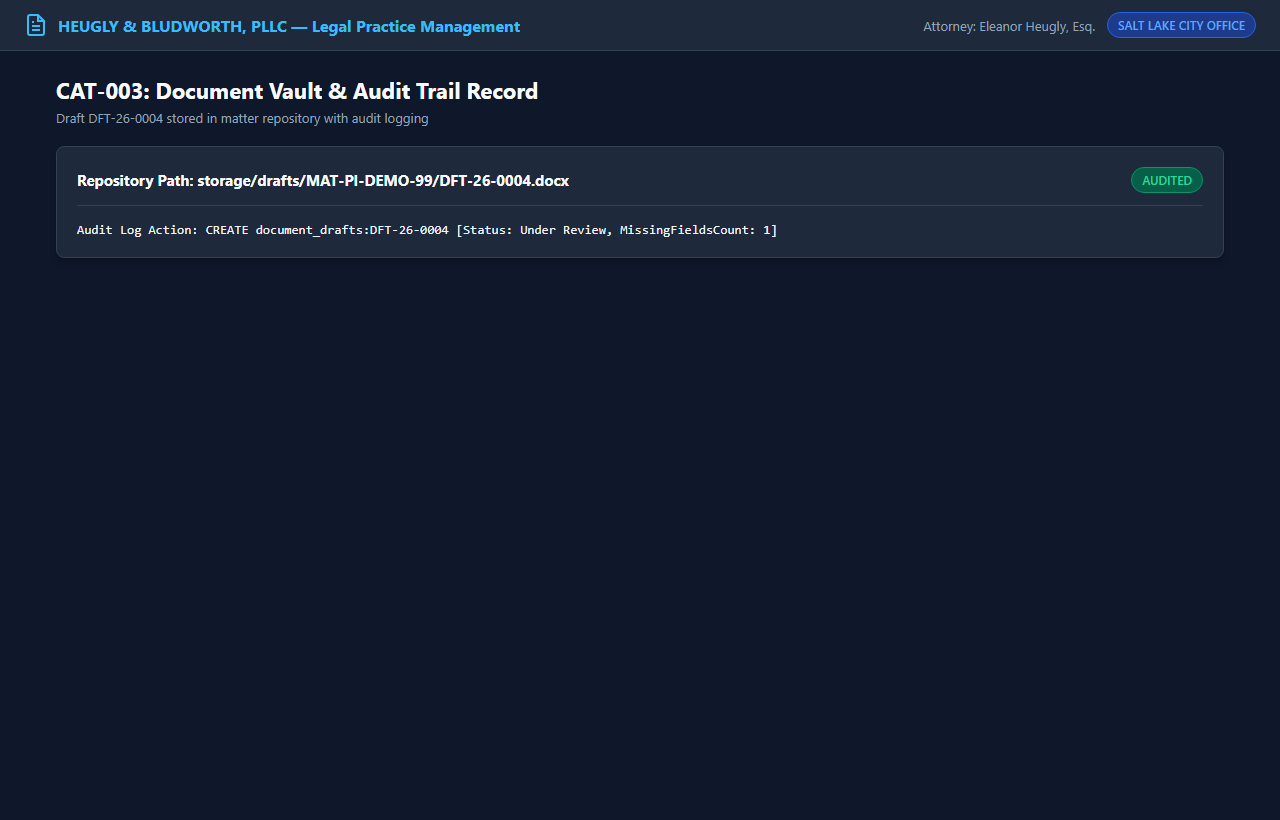 HEUGLY & BLUDWORTH, PLLC — Legal Practice Management
Attorney: Eleanor Heugly, Esq.
SALT LAKE CITY OFFICE
CAT-003: Document Vault & Audit Trail Record
Draft DFT-26-0004 stored in matter repository with audit logging
Repository Path: storage/drafts/MAT-PI-DEMO-99/DFT-26-0004.docx
AUDITED
Audit Log Action: CREATE document_drafts:DFT-26-0004 [Status: Under Review, MissingFieldsCount: 1]